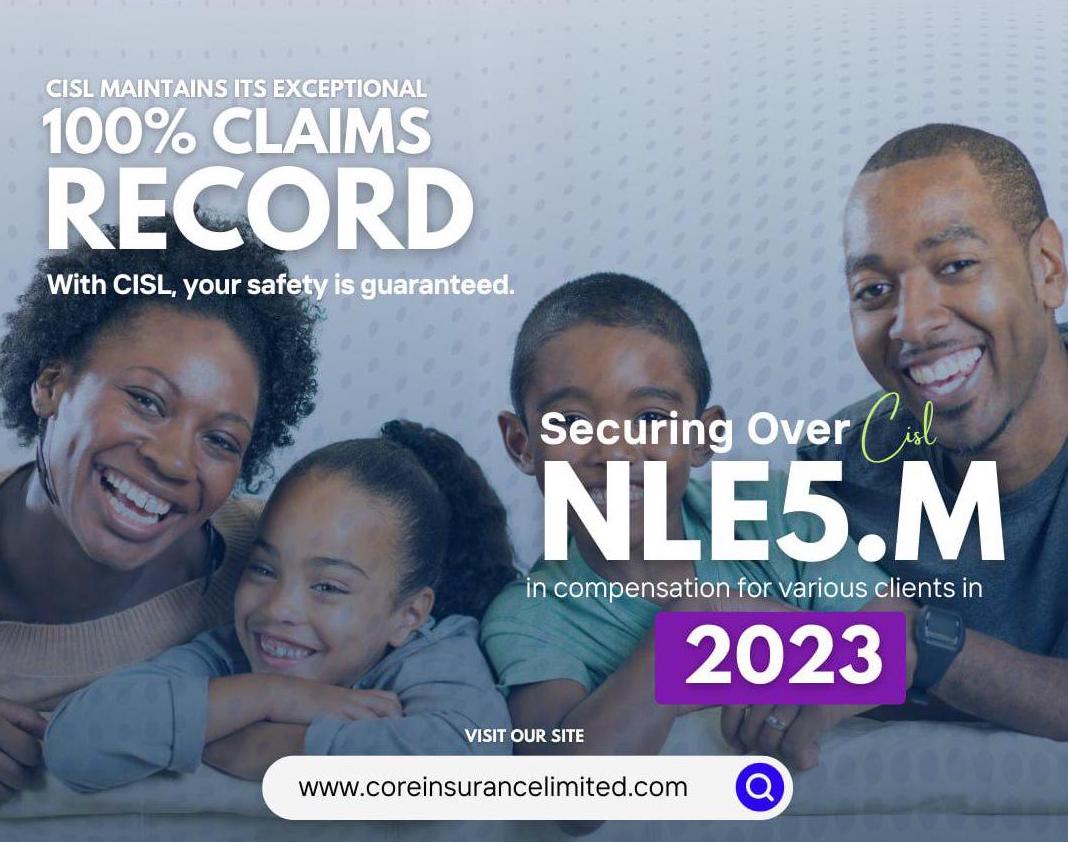 CISL MAINTAINS ITS EXCEPTIONAL
100% CLAIMS
RECORD
With CISL, your safety is guaranteed.
Securing Over Cisl
NLE5.M
in compensation for various clients in
2023
VISIT OUR SITE
www.coreinsurancelimited.com